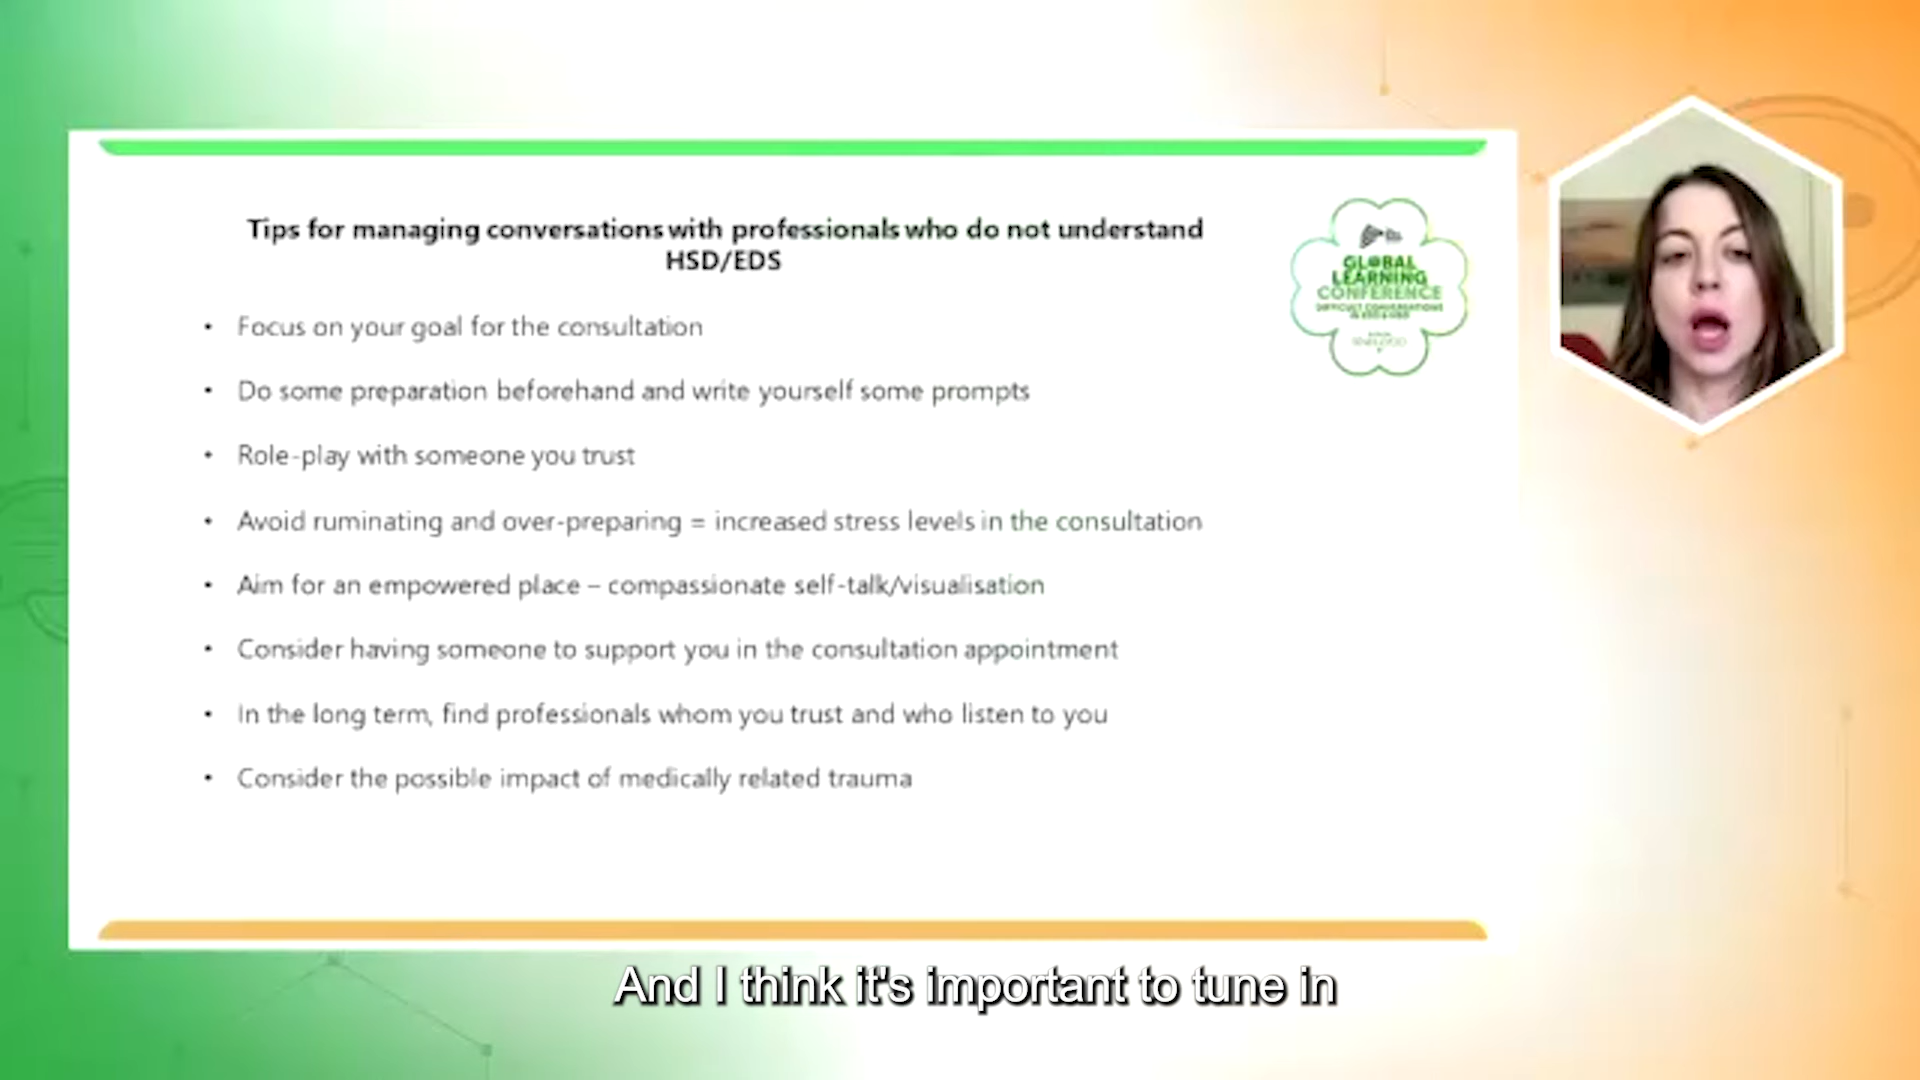 Tips for managing conversations with professionals who do not understand
HSD/EDS
• Focus on your goal for the consultation
• Do some preparation beforehand and write yourself some prompts
• Role-play with someone you trust
• Avoid ruminating and over-preparing = increased stress levels in the consultation
• Aim for an empowered place – compassionate self-talk/visualisation
• Consider having someone to support you in the consultation appointment
• In the long term, find professionals whom you trust and who listen to you
• Consider the possible impact of medically related trauma
GLOBAL
LEARNING
CONFERENCE
DIFFICULT CONVERSATIONS
And I think it's important to tune in